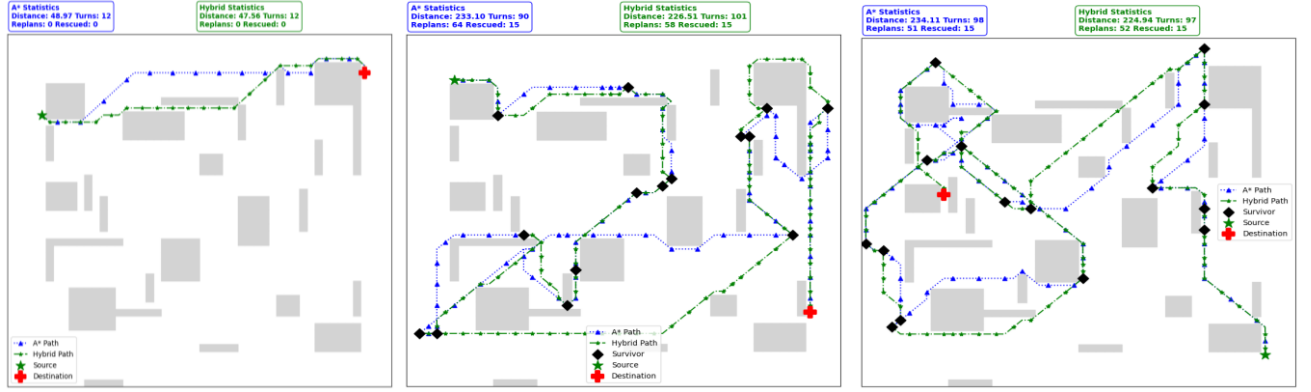 A* Statistics
Distance: 48.97 Turns: 12
Replans: 0 Rescued: 0
Hybrid Statistics
Distance: 47.56 Turns: 12
Replans: 0 Rescued: 0
A* Path
Hybrid Path
Source
Destination
A* Statistics
Distance: 233.10 Turns: 90
Replans: 64 Rescued: 15
Hybrid Statistics
Distance: 226.51 Turns: 101
Replans: 58 Rescued: 15
A* Path
Hybrid Path
Survivor
Source
Destination
A* Statistics
Distance: 234.11 Turns: 98
Replans: 51 Rescued: 15
Hybrid Statistics
Distance: 224.94 Turns: 97
Replans: 52 Rescued: 15
A* Path
Hybrid Path
Survivor
Source
Destination